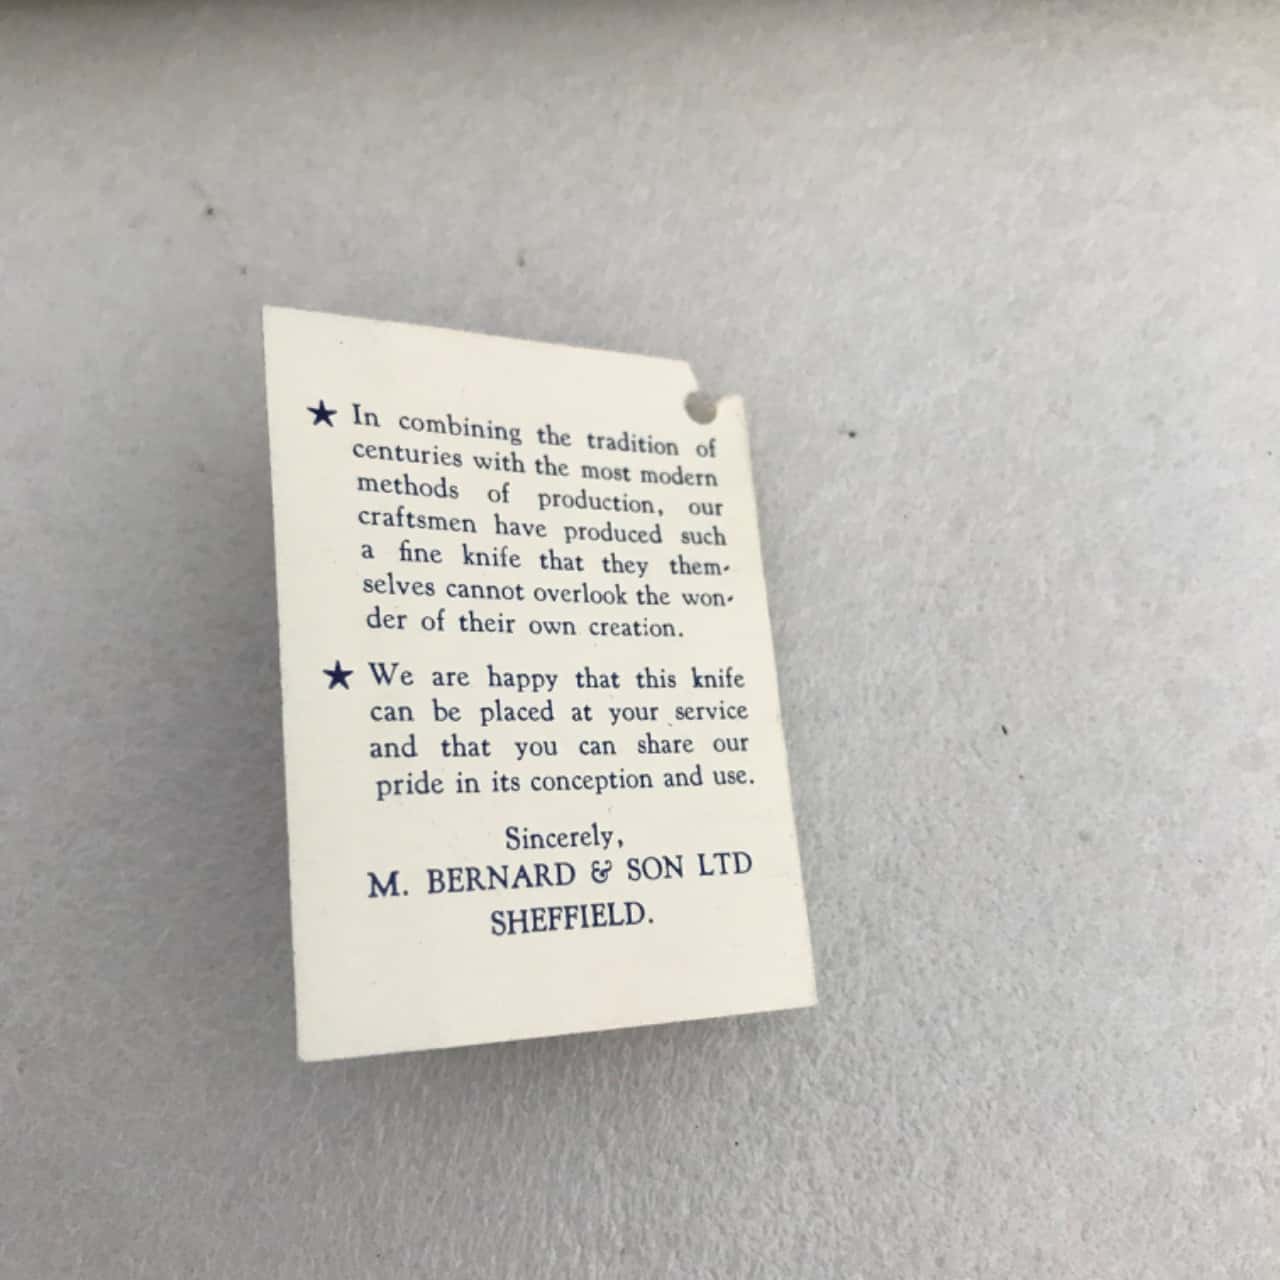 ★ In combining the tradition of
centuries with the most modern
methods of production, our
craftsmen have produced such
a fine knife that they them-
selves cannot overlook the won-
der of their own creation.
★ We are happy that this knife
can be placed at your service
and that you can share our
pride in its conception and use.
Sincerely,
M. BERNARD & SON LTD
SHEFFIELD.